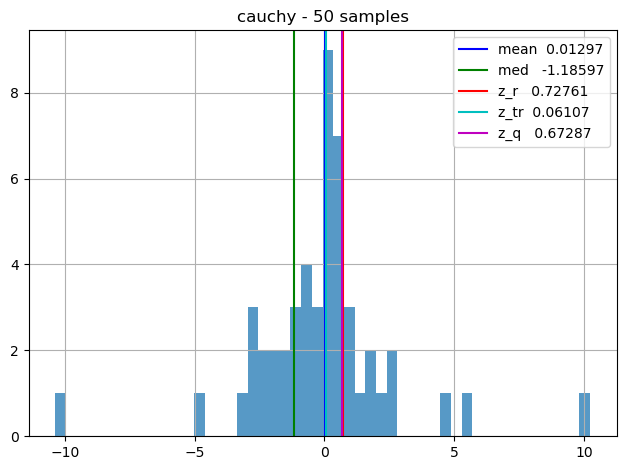 cauchy - 50 samples
mean 0.01297
med -1.18597
z_r 0.72761
z_tr 0.06107
z_q 0.67287
8
6
4
2
0
−10 −5 0 5 10